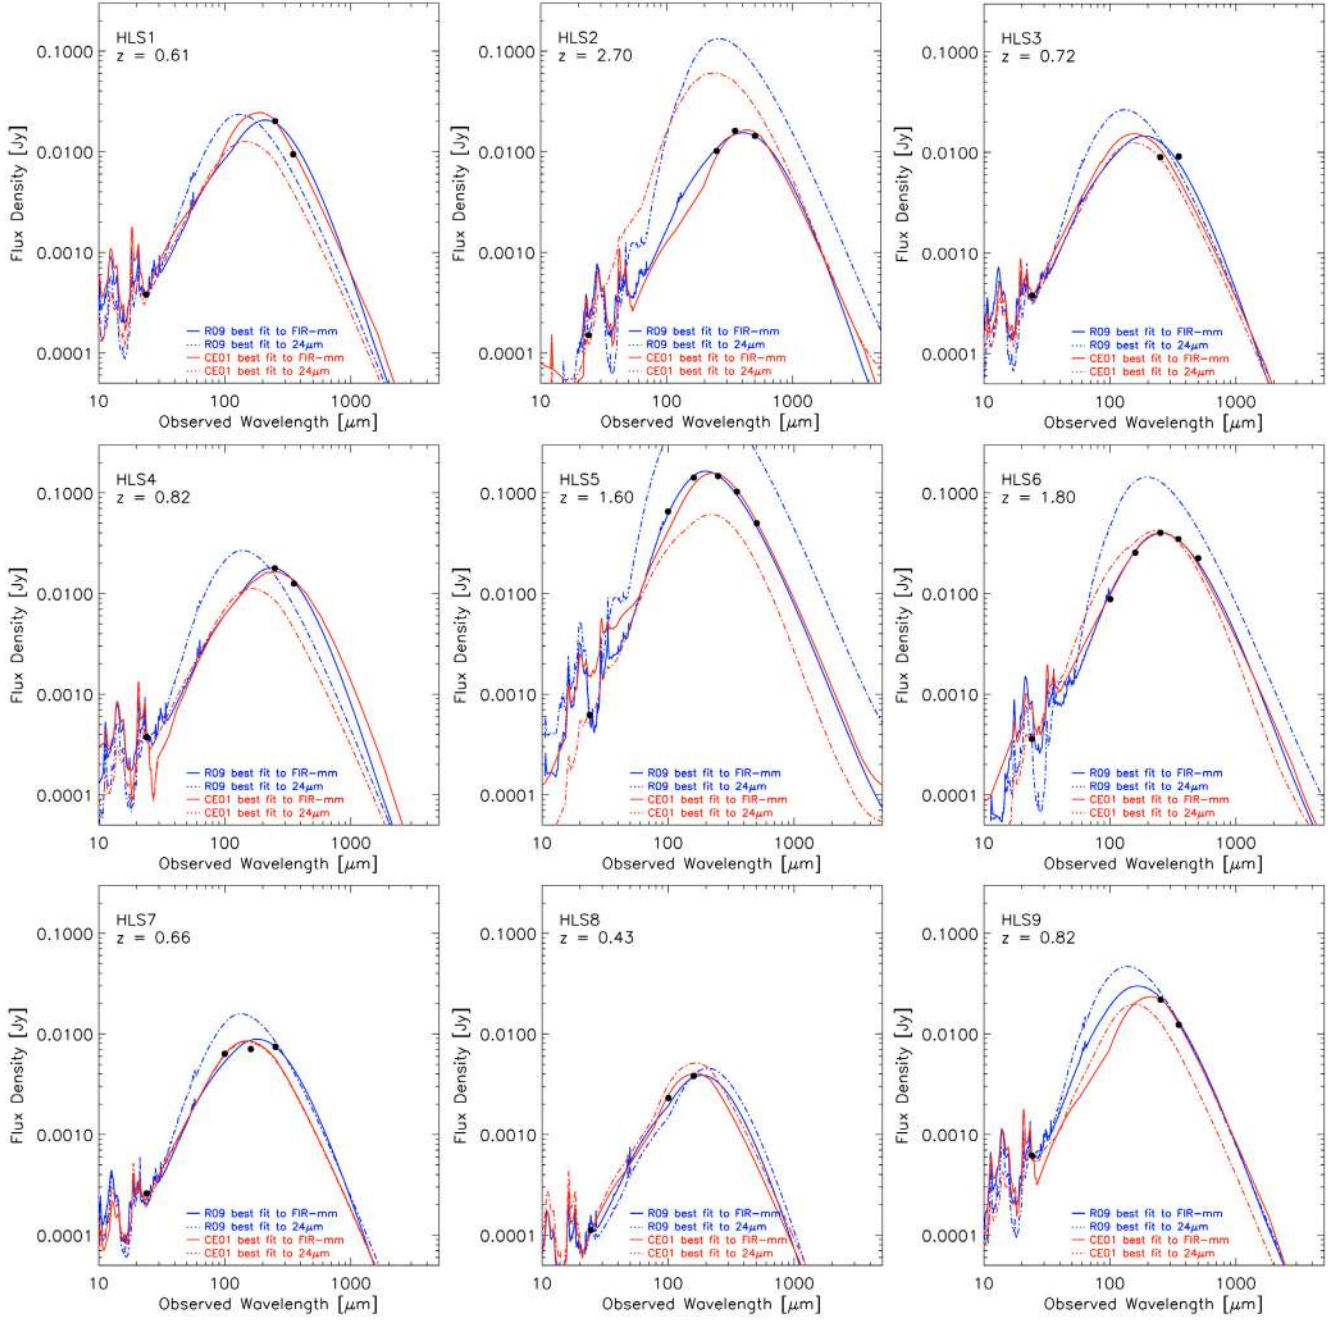 HLS1
z = 0.61
0.1000
0.0100
0.0010
0.0001
Flux Density [Jy]
R09 best fit to FIR-mm
R09 best fit to 24μm
CE01 best fit to FIR-mm
CE01 best fit to 24μm
10 100 1000
Observed Wavelength [μm]
HLS2
z = 2.70
0.1000
0.0100
0.0010
0.0001
Flux Density [Jy]
R09 best fit to FIR-mm
R09 best fit to 24μm
CE01 best fit to FIR-mm
CE01 best fit to 24μm
10 100 1000
Observed Wavelength [μm]
HLS3
z = 0.72
0.1000
0.0100
0.0010
0.0001
Flux Density [Jy]
R09 best fit to FIR-mm
R09 best fit to 24μm
CE01 best fit to FIR-mm
CE01 best fit to 24μm
10 100 1000
Observed Wavelength [μm]
HLS4
z = 0.82
0.1000
0.0100
0.0010
0.0001
Flux Density [Jy]
R09 best fit to FIR-mm
R09 best fit to 24μm
CE01 best fit to FIR-mm
CE01 best fit to 24μm
10 100 1000
Observed Wavelength [μm]
HLS5
z = 1.60
0.1000
0.0100
0.0010
0.0001
Flux Density [Jy]
R09 best fit to FIR-mm
R09 best fit to 24μm
CE01 best fit to FIR-mm
CE01 best fit to 24μm
10 100 1000
Observed Wavelength [μm]
HLS6
z = 1.80
0.1000
0.0100
0.0010
0.0001
Flux Density [Jy]
R09 best fit to FIR-mm
R09 best fit to 24μm
CE01 best fit to FIR-mm
CE01 best fit to 24μm
10 100 1000
Observed Wavelength [μm]
HLS7
z = 0.66
0.1000
0.0100
0.0010
0.0001
Flux Density [Jy]
R09 best fit to FIR-mm
R09 best fit to 24μm
CE01 best fit to FIR-mm
CE01 best fit to 24μm
10 100 1000
Observed Wavelength [μm]
HLS8
z = 0.43
0.1000
0.0100
0.0010
0.0001
Flux Density [Jy]
R09 best fit to FIR-mm
R09 best fit to 24μm
CE01 best fit to FIR-mm
CE01 best fit to 24μm
10 100 1000
Observed Wavelength [μm]
HLS9
z = 0.82
0.1000
0.0100
0.0010
0.0001
Flux Density [Jy]
R09 best fit to FIR-mm
R09 best fit to 24μm
CE01 best fit to FIR-mm
CE01 best fit to 24μm
10 100 1000
Observed Wavelength [μm]